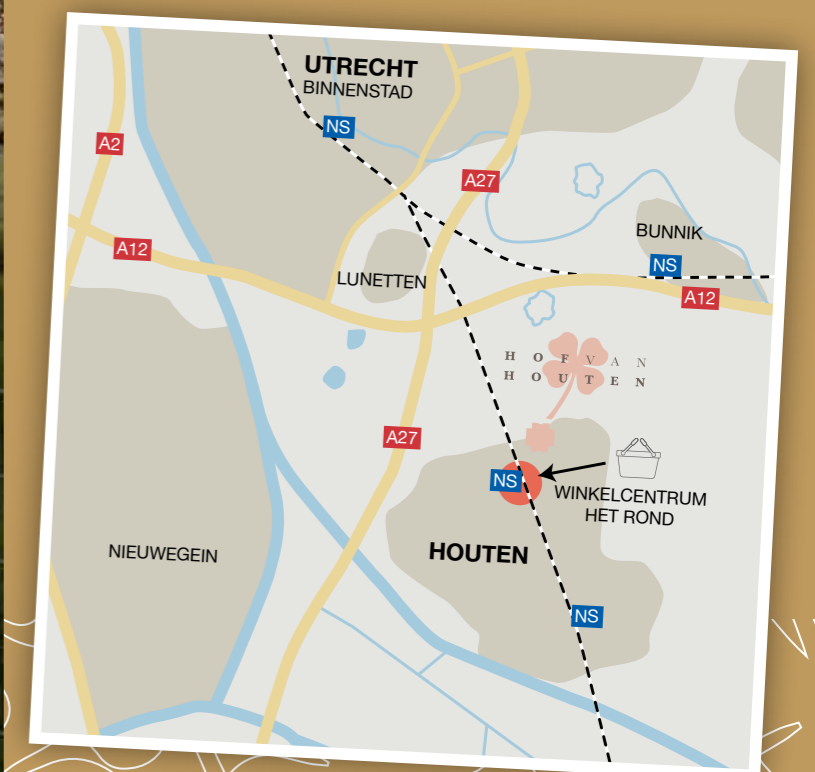 UTRECHT
BINNENSTAD
NS
A2
A27
A12
BUNNIK
NS
LUNETTEN
A12
HOF VAN
HOUTEN
A27
NS
WINKELCENTRUM
HET ROND
NIEUWEGEIN
HOUTEN
NS